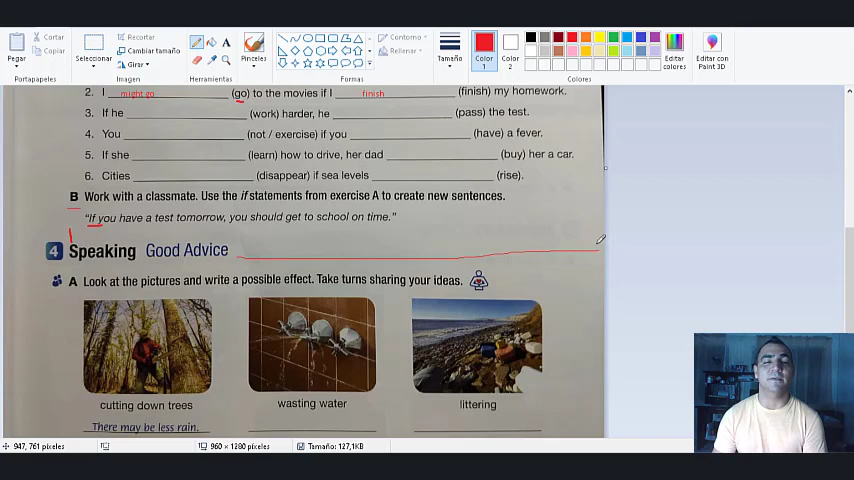 Pegar
Cortar
Copiar
Portapapeles
Seleccionar
Recortar
Cambiar tamaño
Girar
Imagen
A
Herramientas
Pinceles
Contorno
Rellenar
Formas
Tamaño
Color 1
Color 2
Editar colores
Editar con Paint 3D
Colores
2. I might go (go) to the movies if I finish (finish) my homework.
3. If he (work) harder, he (pass) the test.
4. You (not / exercise) if you (have) a fever.
5. If she (learn) how to drive, her dad (buy) her a car.
6. Cities (disappear) if sea levels (rise).
B Work with a classmate. Use the if statements from exercise A to create new sentences.
“If you have a test tomorrow, you should get to school on time.”
4 Speaking Good Advice
A Look at the pictures and write a possible effect. Take turns sharing your ideas.
cutting down trees
wasting water
littering
There may be less rain.
947, 761 píxeles
960 × 1280 píxeles
Tamaño: 127,1KB